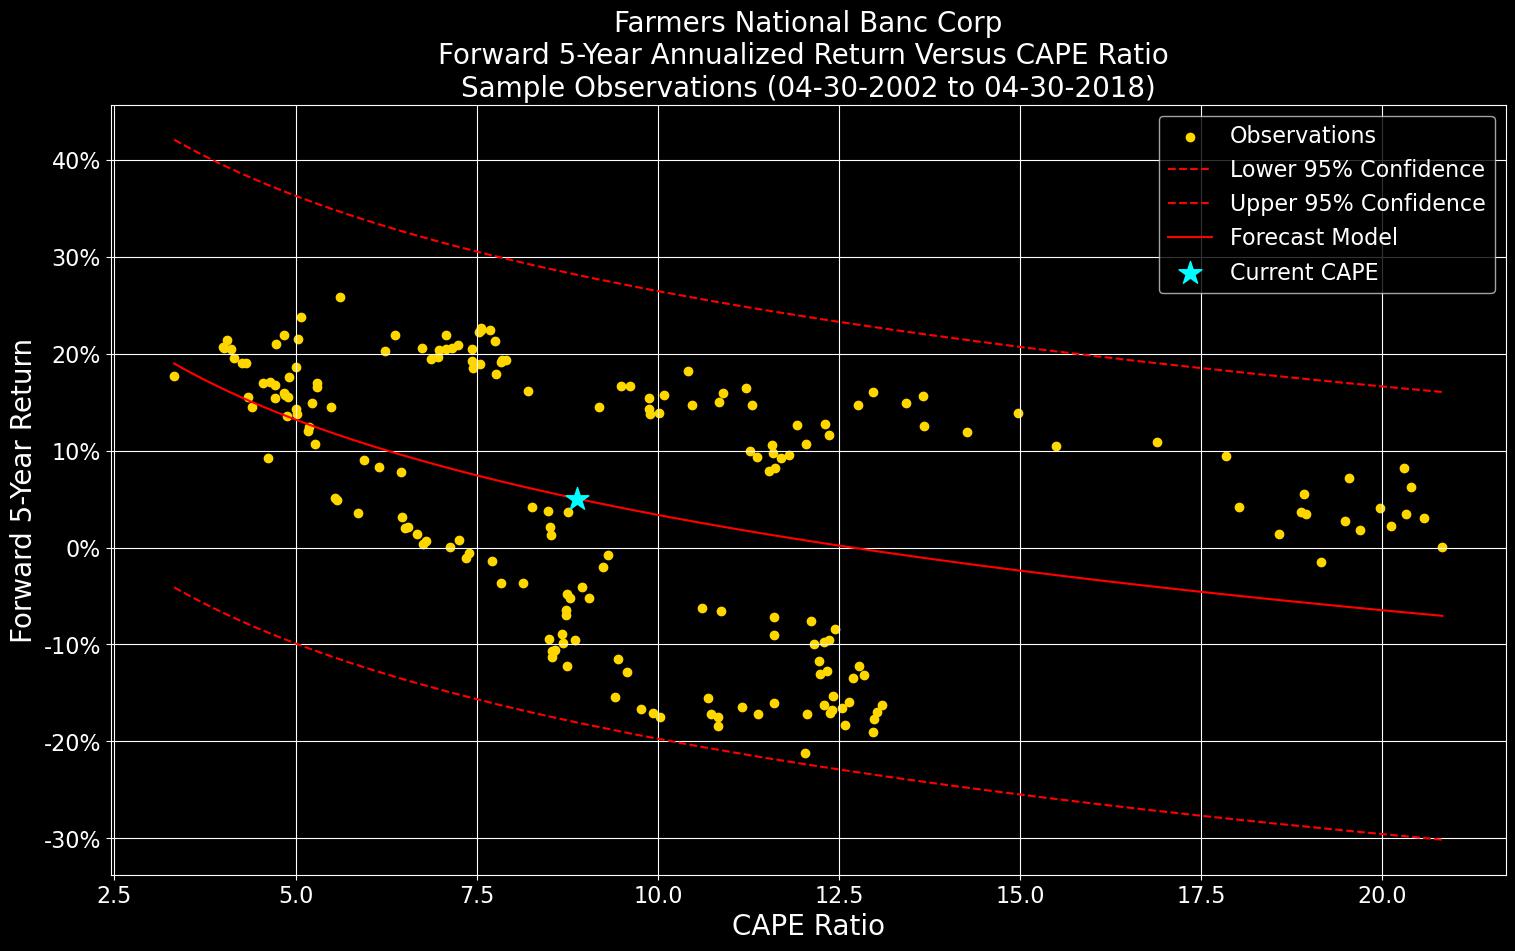 Farmers National Banc Corp
Forward 5-Year Annualized Return Versus CAPE Ratio
Sample Observations (04-30-2002 to 04-30-2018)
Observations
Lower 95% Confidence
Upper 95% Confidence
Forecast Model
Current CAPE
Forward 5-Year Return
40%
30%
20%
10%
0%
-10%
-20%
-30%
2.5 5.0 7.5 10.0 12.5 15.0 17.5 20.0
CAPE Ratio